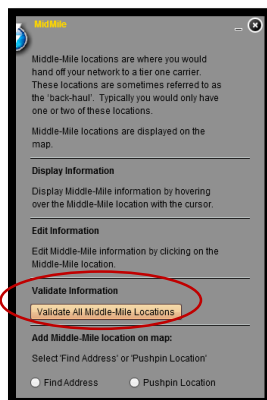 MidMile
Middle-Mile locations are where you would
hand off your network to a tier one carrier.
These locations are sometimes referred to as
the 'back-haul'. Typically you would only have
one or two of these locations.
Middle-Mile locations are displayed on the
map.
Display Information
Display Middle-Mile information by hovering
over the Middle-Mile location with the cursor.
Edit Information
Edit Middle-Mile information by clicking on the
Middle-Mile location.
Validate Information
Validate All Middle-Mile Locations
Add Middle-Mile location on map:
Select 'Find Address' or 'Pushpin Location'
Find Address Pushpin Location